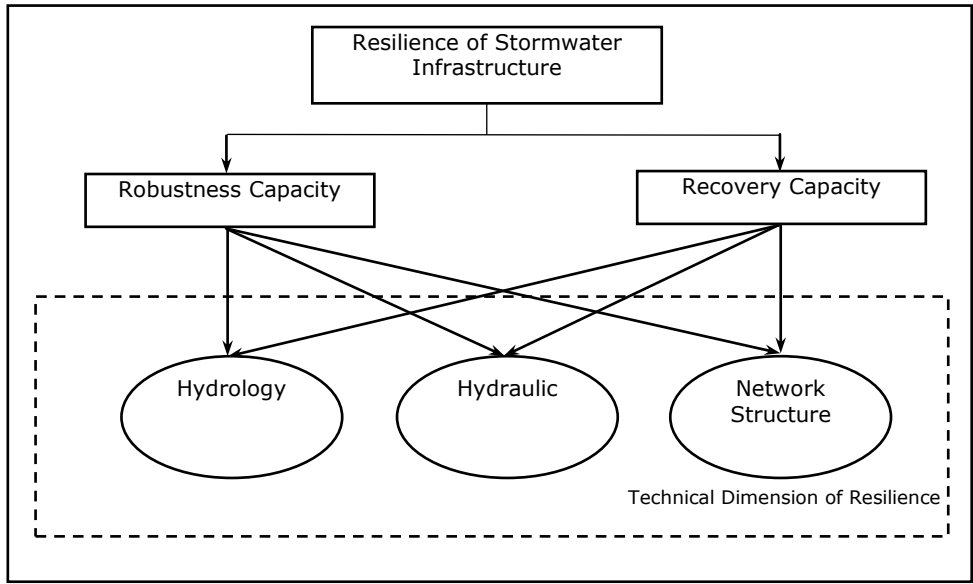 Resilience of Stormwater
Infrastructure
Robustness Capacity
Recovery Capacity
Hydrology
Hydraulic
Network
Structure
Technical Dimension of Resilience